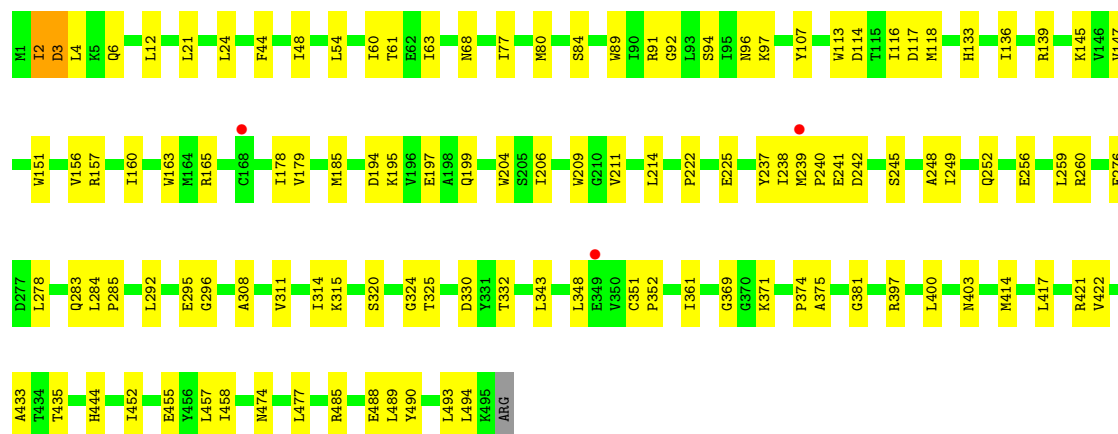 M1 I2 D3 L4 K5 Q6 L12 L21 L24 F44 I48 L54 I60 T61 E62 I63 N68 I77 M80 S84 W89 I90 R91 G92 L93 S94 I95 N96 K97 Y107 W113 D114 T115 I116 D117 M118 H133 I136 R139 K145 V146 V147
W151 V156 R157 I160 W163 M164 R165 C168 I178 V179 M185 D194 K195 V196 E197 A198 Q199 W204 S205 I206 W209 G210 V211 L214 P222 E225 Y237 I238 M239 P240 E241 D242 S245 A248 I249 Q252 E256 L259 R260
D277 L278 Q283 L284 P285 L292 E295 G296 A308 V311 I314 K315 S320 G324 T325 D330 Y331 T332 L343 L348 E349 V350 C351 P352 I361 G369 G370 K371 P374 A375 G381 R397 L400 N403 M414 L417 R421 V422
A433 T434 T435 H444 I452 E455 Y456 L457 I458 N474 L477 R485 E488 L489 Y490 L493 L494 K495 ARG